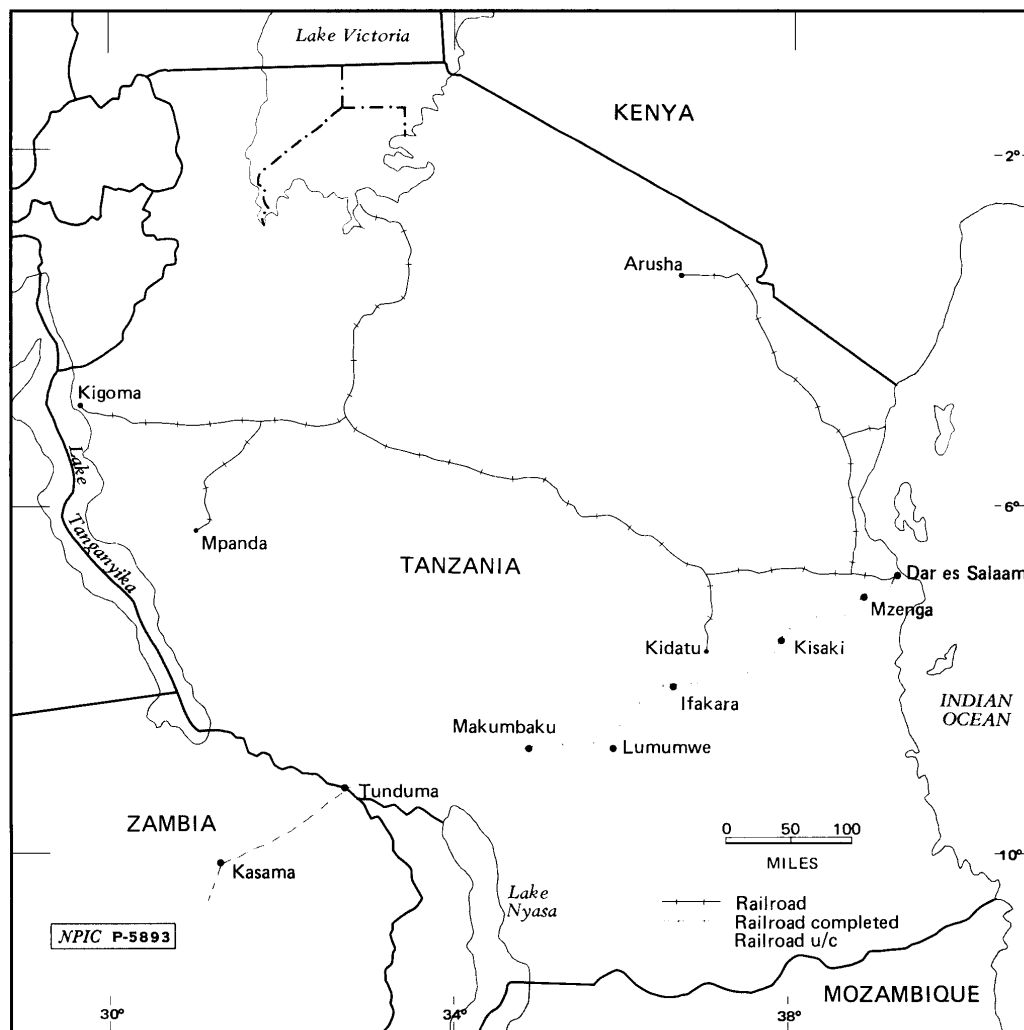 Lake Victoria
KENYA
2°
Arusha
Kigoma
Lake
Tanganyika
6°
Mpanda
TANZANIA
Dar es Salaam
Mzenga
Kidatu
Kisaki
Ifakara
INDIAN
OCEAN
Makumbaku
Lumumwe
Tunduma
ZAMBIA
0 50 100
MILES
10°
Kasama
Lake
Nyasa
Railroad
Railroad completed
Railroad u/c
NPIC P-5893
MOZAMBIQUE
30° 34° 38°